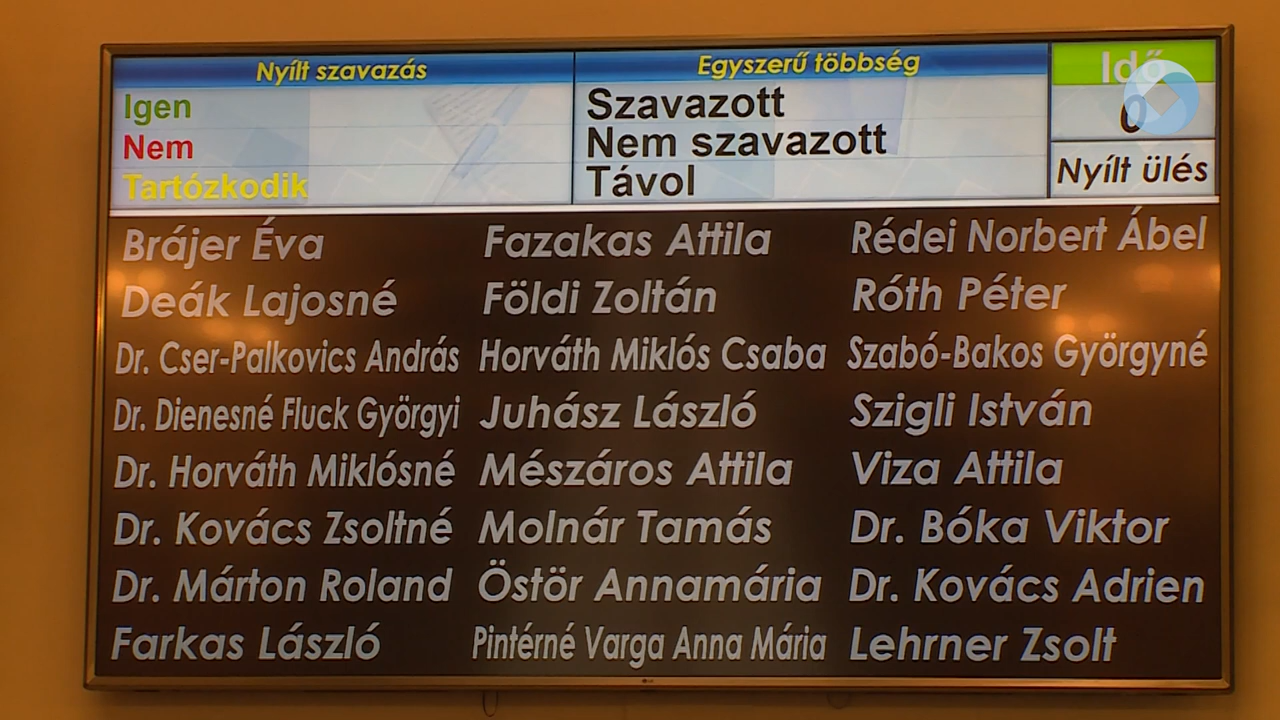 Nyílt szavazás
Egyszerű többség
Idő
Igen
Nem
Tartózkodik
Szavazott
Nem szavazott
Távol
0
Nyílt ülés
Brájer Éva
Deák Lajosné
Dr. Cser-Palkovics András
Dr. Dienesné Fluck Györgyi
Dr. Horváth Miklósné
Dr. Kovács Zsoltné
Dr. Márton Roland
Farkas László
Fazakas Attila
Földi Zoltán
Horváth Miklós Csaba
Juhász László
Mészáros Attila
Molnár Tamás
Östör Annamária
Pintérné Varga Anna Mária
Rédei Norbert Ábel
Róth Péter
Szabó-Bakos Györgyné
Szigli István
Viza Attila
Dr. Bóka Viktor
Dr. Kovács Adrien
Lehrner Zsolt